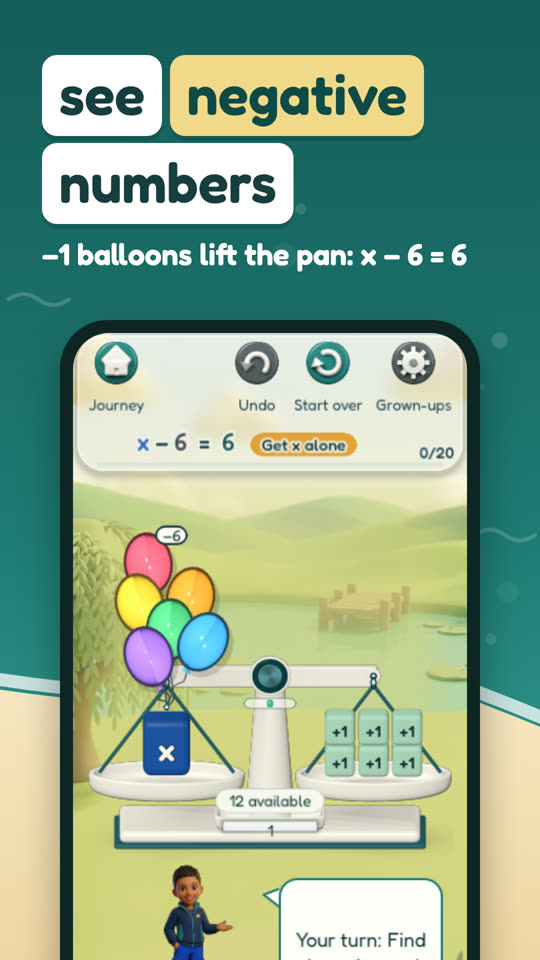 see negative
numbers
–1 balloons lift the pan: x – 6 = 6
Journey
Undo
Start over
Grown-ups
x – 6 = 6
Get x alone
0/20
–6
x
+1 +1 +1
+1 +1 +1
12 available
1
Your turn: Find